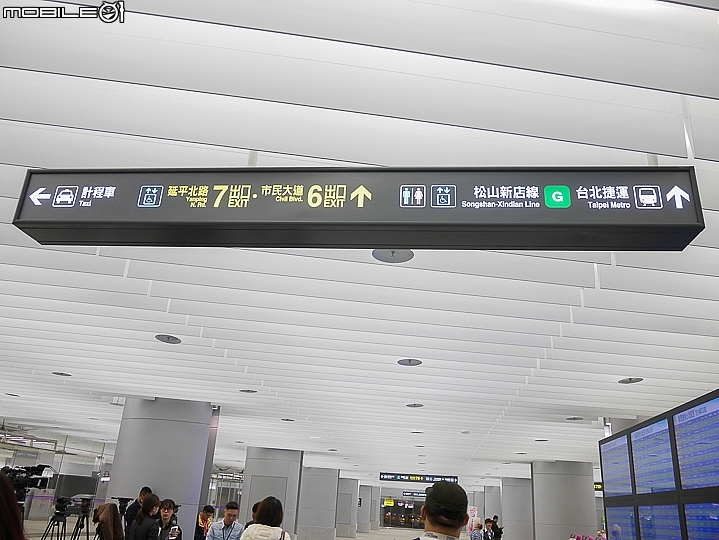 MOBILE01
計程車
Taxi
延平北路
Yanping
N. Rd.
7 出口
EXIT
市民大道
Civil Blvd.
6 出口
EXIT
松山新店線
Songshan-Xindian Line
G
台北捷運
Taipei Metro